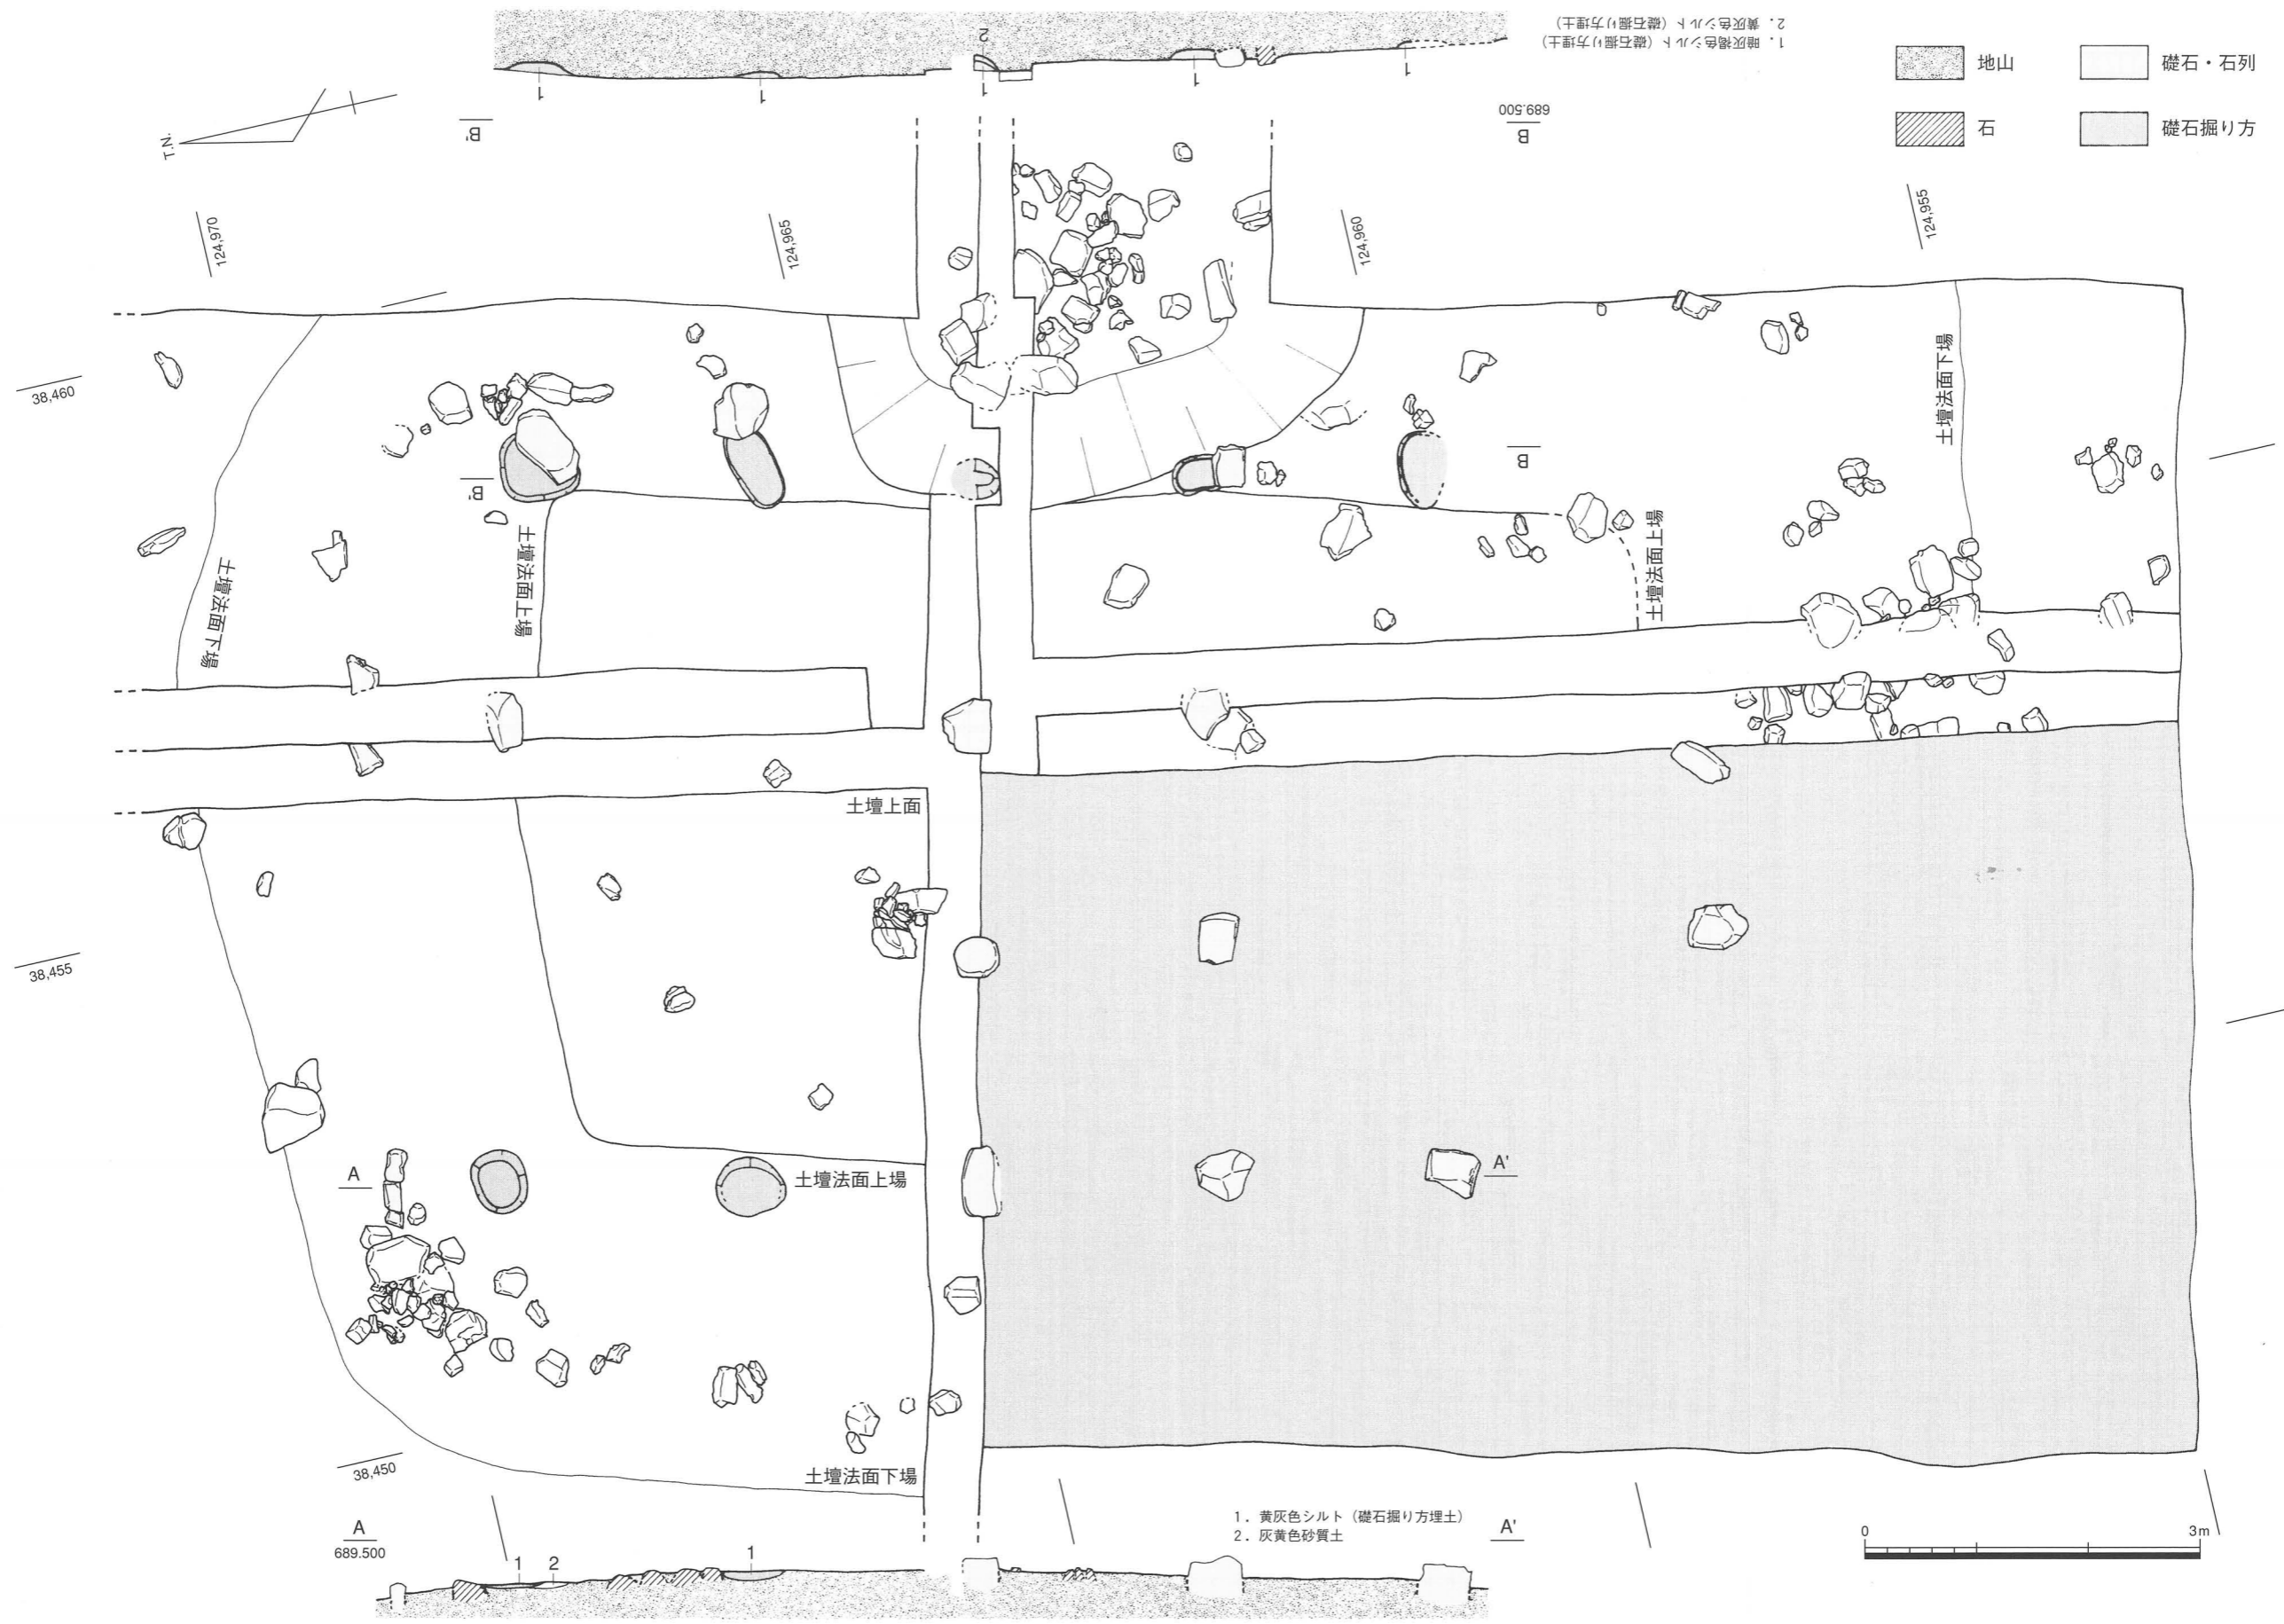 2．黄灰色シルト（礎石掘り方埋土）
1．暗灰褐色シルト（礎石掘り方埋土）
2
1
1
1
1
1
地山
礎石・石列
石
礎石掘り方
T.N.
B'
689.500
B
124,970
124,965
124,960
124,955
38,460
土壇法面下場
B'
B
土壇法面上場
土壇法面上場
土壇法面下場
土壇上面
38,455
A
土壇法面上場
A'
38,450
土壇法面下場
A
689.500
1．黄灰色シルト（礎石掘り方埋土）
2．灰黄色砂質土
A'
0
3m
1
2
1